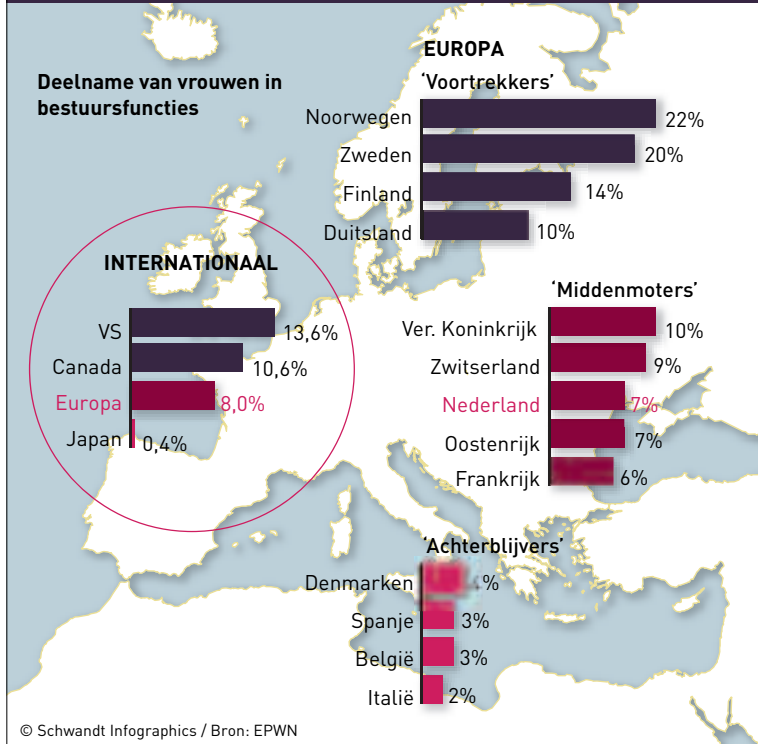 Deelname van vrouwen in
bestuursfuncties
EUROPA
‘Voortrekkers’
Noorwegen 22%
Zweden 20%
Finland 14%
Duitsland 10%
INTERNATIONAAL
VS 13,6%
Canada 10,6%
Europa 8,0%
Japan 0,4%
‘Middenmoters’
Ver. Koninkrijk 10%
Zwitserland 9%
Nederland 7%
Oostenrijk 7%
Frankrijk 6%
‘Achterblijvers’
Denmarken
Spanje 3%
België 3%
Italië 2%
© Schwandt Infographics / Bron: EPWN